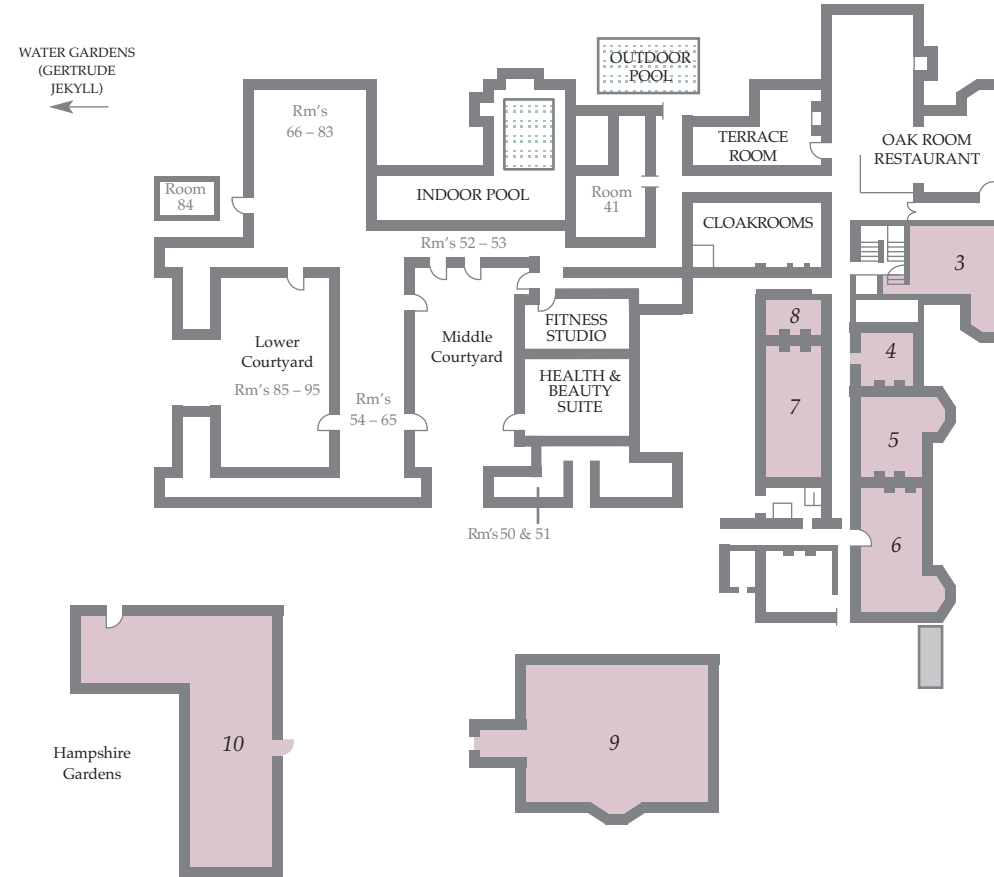 WATER GARDENS
(GERTRUDE
JEKYLL)
OUTDOOR
POOL
Rm's
66 – 83
TERRACE
ROOM
OAK ROOM
RESTAURANT
Room
84
INDOOR POOL
Room
41
CLOAKROOMS
Rm's 52 – 53
3
FITNESS
STUDIO
8
Lower
Courtyard
Middle
Courtyard
4
HEALTH &
BEAUTY
SUITE
Rm's 85 – 95
Rm's
54 – 65
7
5
Rm's50 & 51
6
10
9
Hampshire
Gardens